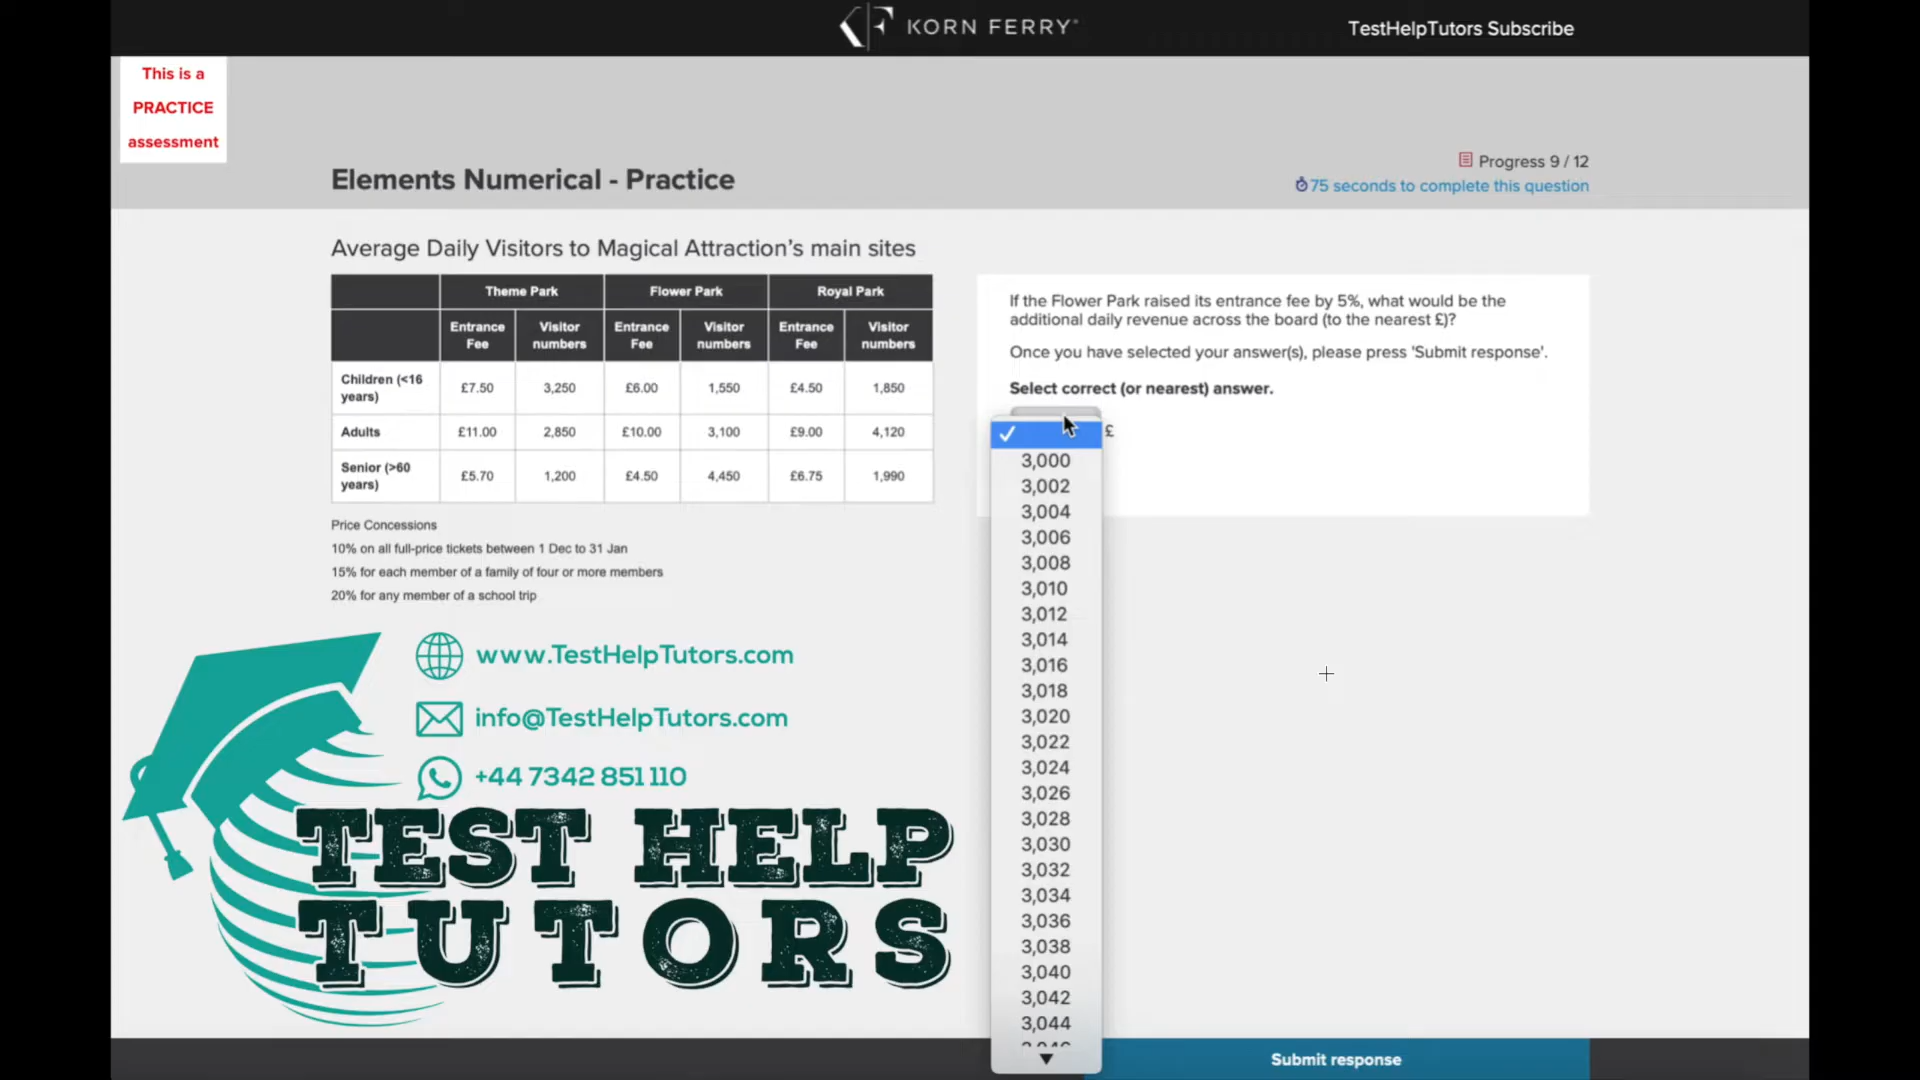 KORN FERRY
TestHelpTutors Subscribe
This is a
PRACTICE
assessment
Elements Numerical - Practice
Progress 9 / 12
75 seconds to complete this question
Average Daily Visitors to Magical Attraction's main sites
Theme Park Flower Park Royal Park
Entrance Fee Visitor numbers Entrance Fee Visitor numbers Entrance Fee Visitor numbers
Children (<16 years) £7.50 3,250 £6.00 1,550 £4.50 1,850
Adults £11.00 2,850 £10.00 3,100 £9.00 4,120
Senior (>60 years) £5.70 1,200 £4.50 4,450 £6.75 1,990
Price Concessions
10% on all full-price tickets between 1 Dec to 31 Jan
15% for each member of a family of four or more members
20% for any member of a school trip
If the Flower Park raised its entrance fee by 5%, what would be the
additional daily revenue across the board (to the nearest £)?
Once you have selected your answer(s), please press 'Submit response'.
Select correct (or nearest) answer.
£
3,000
3,002
3,004
3,006
3,008
3,010
3,012
3,014
3,016
3,018
3,020
3,022
3,024
3,026
3,028
3,030
3,032
3,034
3,036
3,038
3,040
3,042
3,044
www.TestHelpTutors.com
info@TestHelpTutors.com
+44 7342 851 110
TEST HELP
TUTORS
Submit response